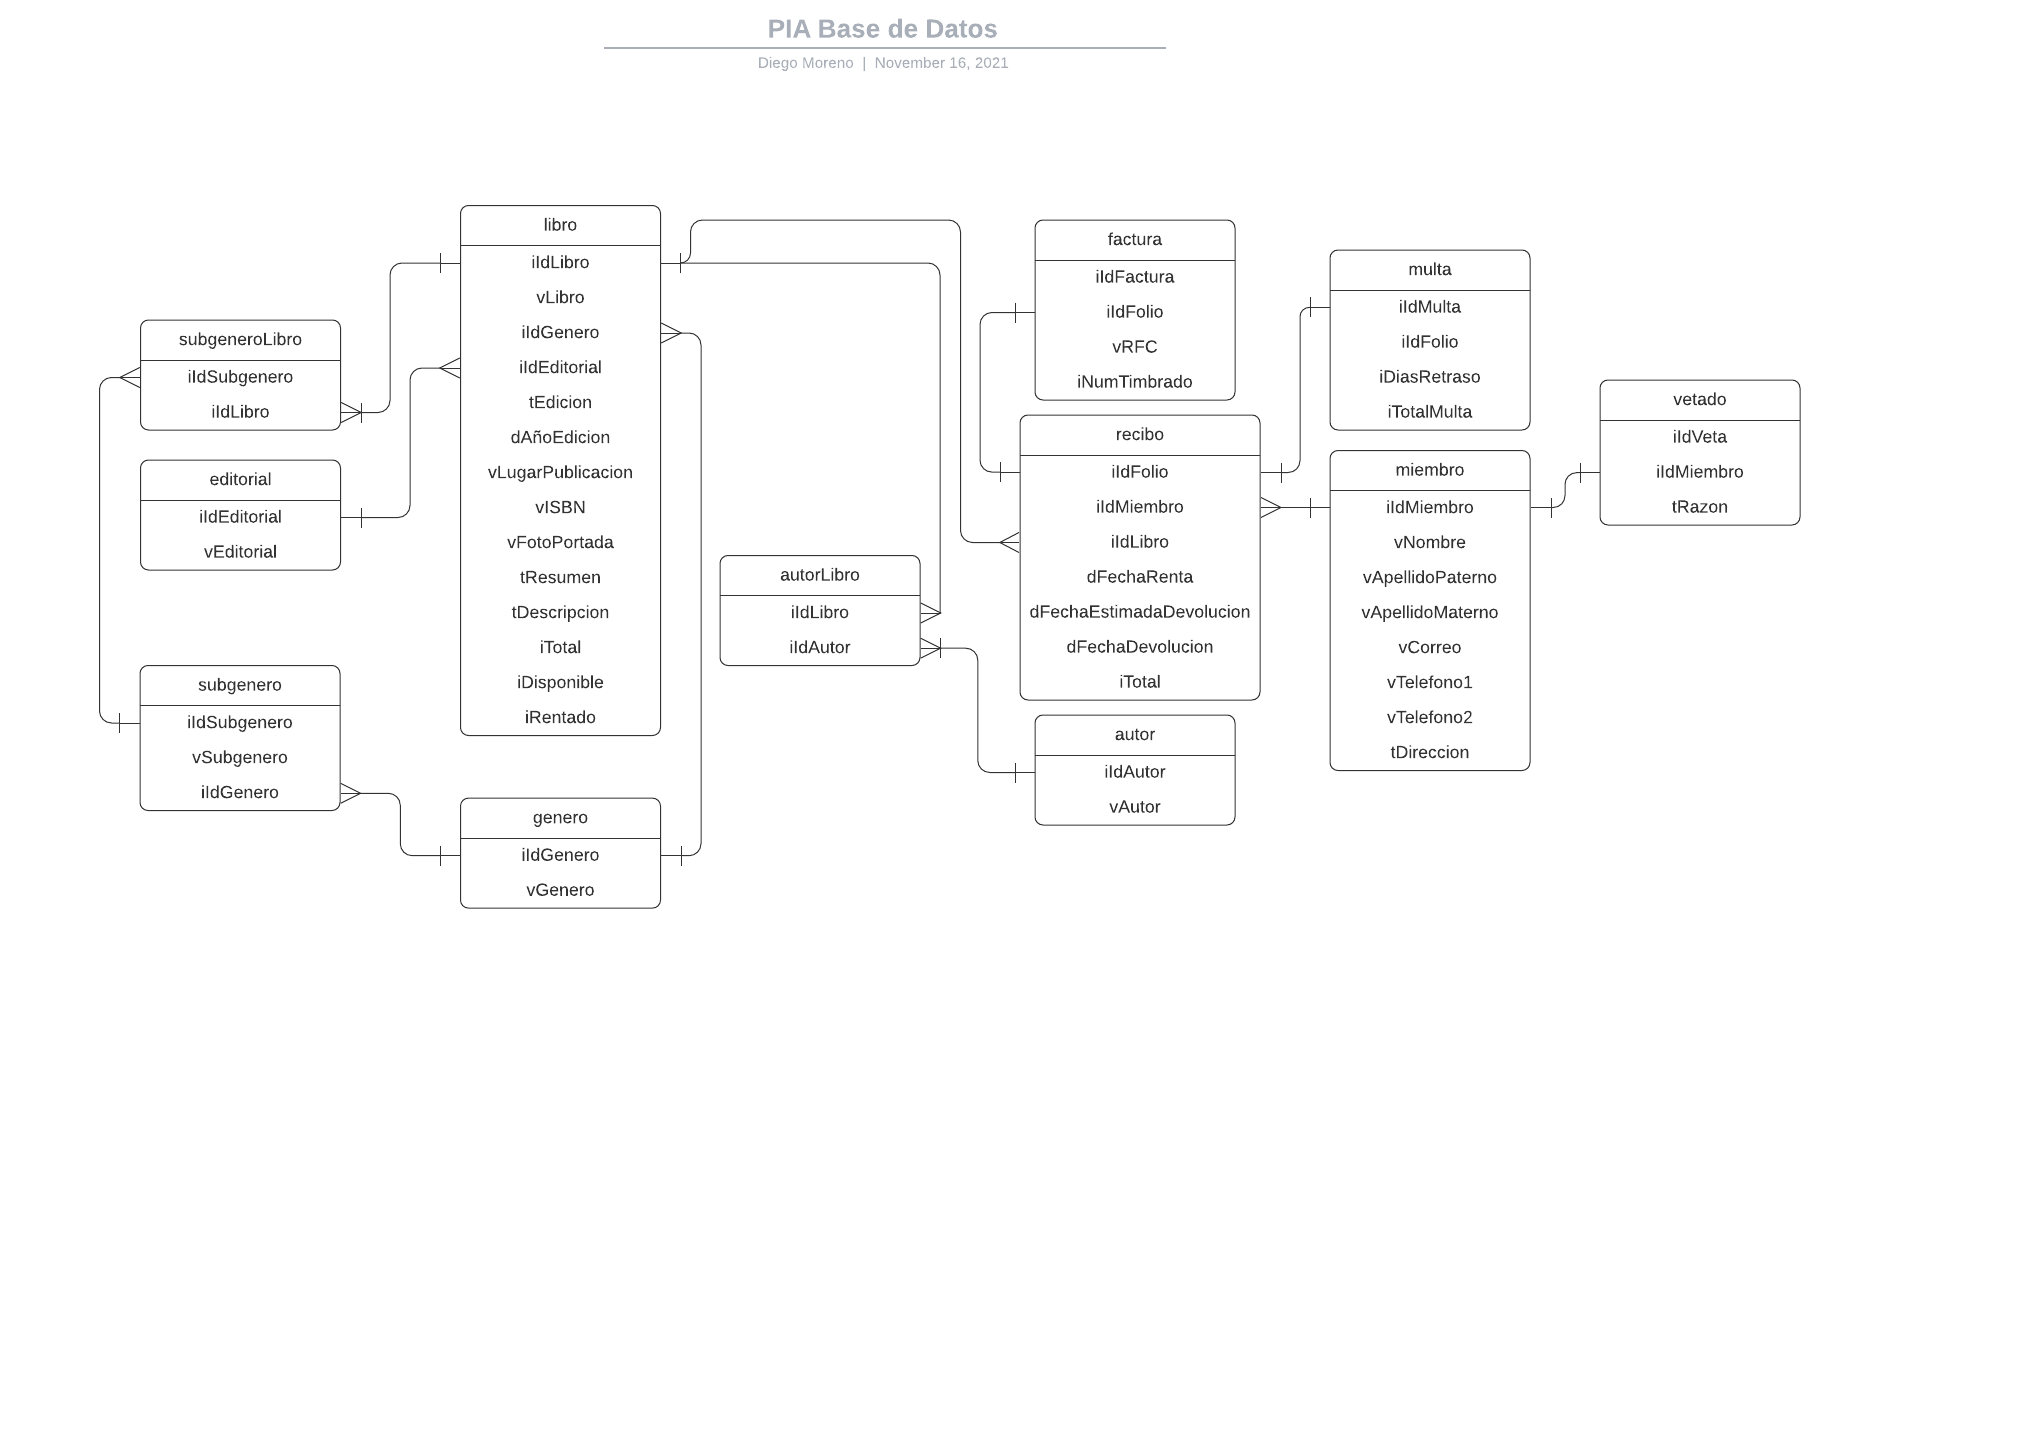 PIA Base de Datos
Diego Moreno | November 16, 2021
libro
iIdLibro
vLibro
iIdGenero
iIdEditorial
tEdicion
dAñoEdicion
vLugarPublicacion
vISBN
vFotoPortada
tResumen
tDescripcion
iTotal
iDisponible
iRentado
subgeneroLibro
iIdSubgenero
iIdLibro
editorial
iIdEditorial
vEditorial
subgenero
iIdSubgenero
vSubgenero
iIdGenero
genero
iIdGenero
vGenero
autorLibro
iIdLibro
iIdAutor
factura
iIdFactura
iIdFolio
vRFC
iNumTimbrado
recibo
iIdFolio
iIdMiembro
iIdLibro
dFechaRenta
dFechaEstimadaDevolucion
dFechaDevolucion
iTotal
autor
iIdAutor
vAutor
multa
iIdMulta
iIdFolio
iDiasRetraso
iTotalMulta
miembro
iIdMiembro
vNombre
vApellidoPaterno
vApellidoMaterno
vCorreo
vTelefono1
vTelefono2
tDireccion
vetado
iIdVeta
iIdMiembro
tRazon